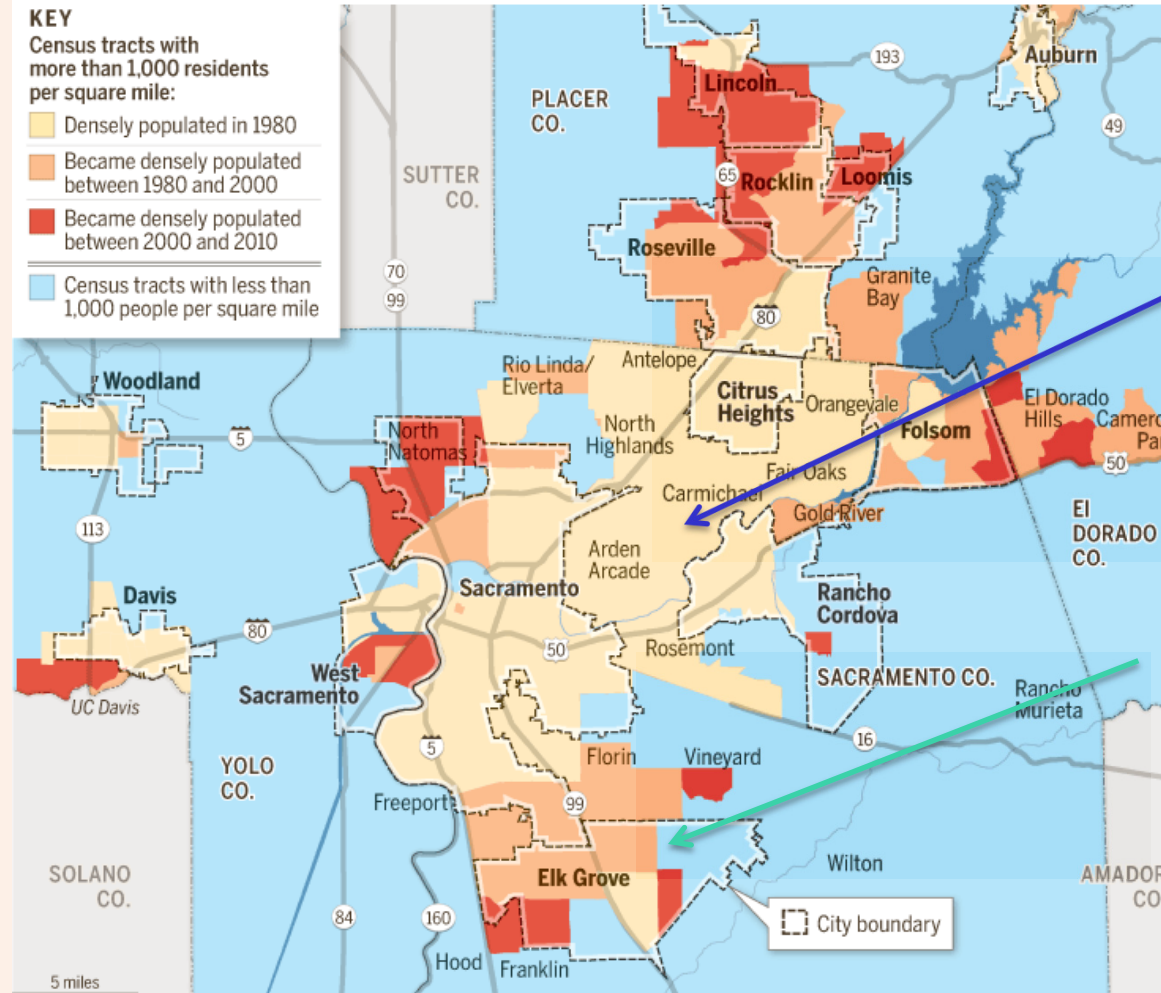 KEY
Census tracts with
more than 1,000 residents
per square mile:
Densely populated in 1980
Became densely populated
between 1980 and 2000
Became densely populated
between 2000 and 2010
Census tracts with less than
1,000 people per square mile
PLACER
CO.
SUTTER
CO.
Lincoln
193
Auburn
49
65
Rocklin
Loomis
Roseville
70
99
Granite
Bay
80
Antelope
Rio Linda/
Elverta
Citrus
Heights
Orangevale
Woodland
5
North
Natomas
North
Highlands
Folsom
El Dorado
Hills
Camero
Par
50
Fair Oaks
Carmichael
Gold River
El
DORADO
CO.
113
Arden
Arcade
Davis
80
Sacramento
Rancho
Cordova
50
Rosemont
West
Sacramento
UC Davis
SACRAMENTO CO.
Rancho
Murieta
16
5
YOLO
CO.
Florin
Vineyard
Freeport
99
SOLANO
CO.
Elk Grove
Wilton
AMADOR
CO.
84
160
City boundary
Hood
Franklin
5 miles